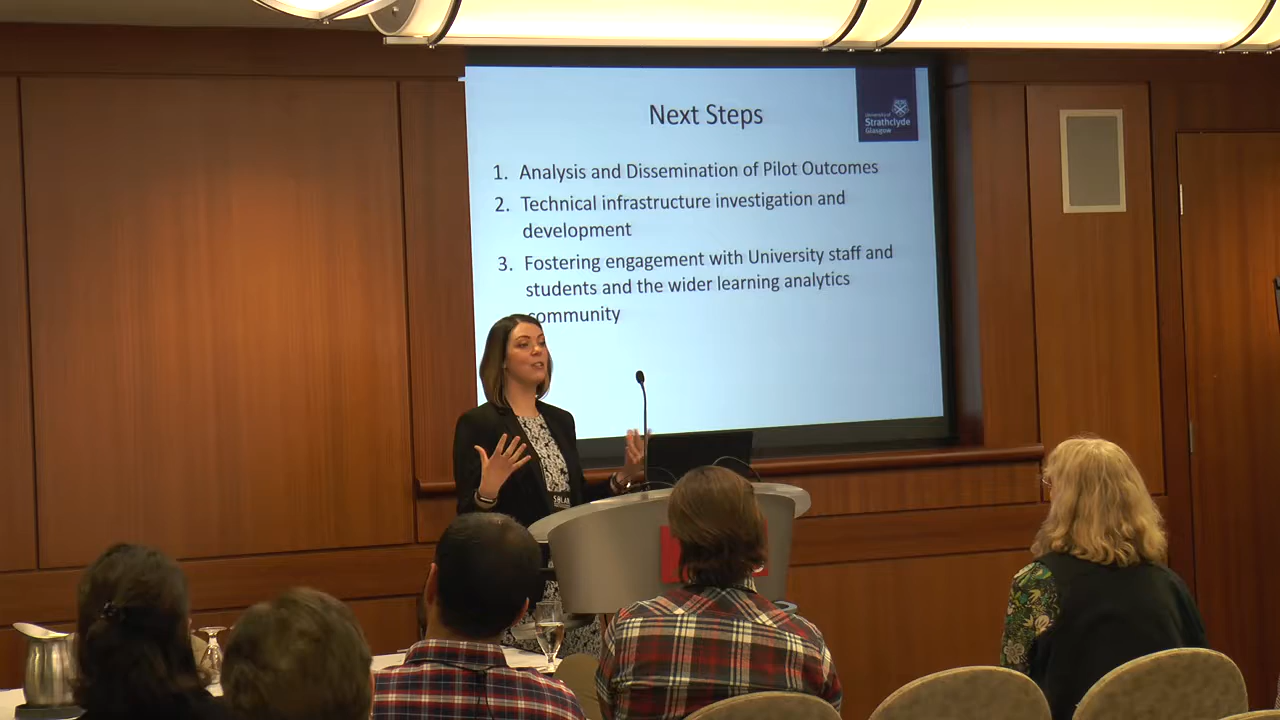 Next Steps
University of
Strathclyde
Glasgow
1. Analysis and Dissemination of Pilot Outcomes
2. Technical infrastructure investigation and
development
3. Fostering engagement with University staff and
students and the wider learning analytics
community
SOLAR